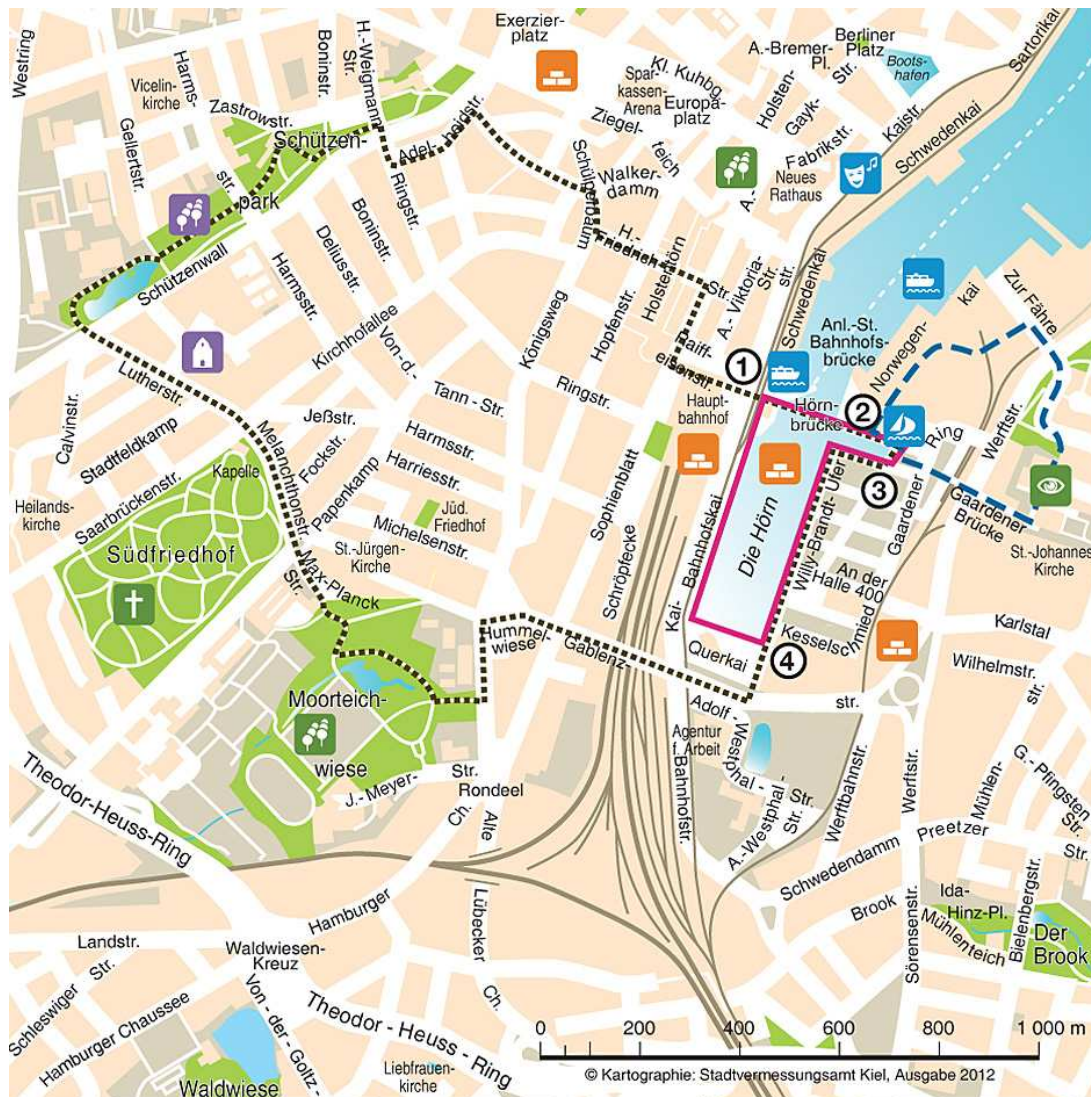 Exerzier-
platz
Berliner
Platz
A.-Bremer-
Pl.
Boots-
hafen
Sartorikai
Westring
Harms-
str.
Boninstr.
H.-Weigmann-
Str.
Vicelin-
kirche
Zastrowstr.
Gellertstr.
Schützen-
park
Adel-
heidstr.
Kl. Kuhbg.
Spar-
kassen-
Arena
Europa-
platz
Ziegel-
teich
Holsten-
str.
Gayk-
Str.
Fabrikstr.
Kaistr.
Schwedenkai
Neues
Rathaus
A.-
Walker-
damm
Schülperbaum
H.-
Friedrich-
Str.
Holstentörn
A.- Viktoria-
Str.
Schwedenkai
Ringstr.
Boninstr.
Deliusstr.
Schützenwall
Harmsstr.
Kirchhofallee
Von-d.-
Tann - Str.
Königsweg
Hopfenstr.
Raiff-
eisenstr.
Ringstr.
Anl.-St.
Bahnhofs-
brücke
Norwegen-
kai
Zur Fähre
1
Haupt-
bahnhof
Hörn-
brücke
2
Ring
Werftstr.
3
Gaardener
Gaardener
Brücke
St.-Johannes-
Kirche
Lutherstr.
Calvinstr.
Stadtfeldkamp
Jeßstr.
Fockstr.
Harmsstr.
Harriesstr.
Papenkamp
Melanchthonstr.
Kapelle
Saarbrückenstr.
Heilands-
kirche
Südfriedhof
Jüd.
Friedhof
Michelsenstr.
St.-Jürgen-
Kirche
Max-Planck
Str.
Sophienblatt
Schröpfecke
Kai-
Bahnhofskai
Die Hörn
Willy-Brandt- Ufer
An der
Halle 400
Kesselschmied
Karlstal
Wilhelmstr.
Hummel-
wiese
Gablenz-
str.
Querkai
4
Moorteich-
wiese
J.-Meyer-
Str.
Rondeel
Adolf -
Westphal -
Str.
Agentur
f. Arbeit
Bahnhofstr.
A.-Westphal-
Str.
Werftbahnstr.
Werftstr.
Mühlen-
str.
G.- Pfingsten
Str.
Preetzer
Str.
Schwedendamm
Theodor-Heuss-Ring
Ch.
Alte
Lübecker
Ch.
Hamburger
Brook
Ida-
Hinz-Pl.
Mühlenteich
Bielenbergstr.
Der
Brook
Sörensenstr.
Landstr.
Waldwiesen-
Kreuz
Schleswiger
Str.
Hamburger Chaussee
Von - der - Goltz -
Theodor - Heuss - Ring
Waldwiese
Liebfrauen-
kirche
0 200 400 600 800 1 000 m
© Kartographie: Stadtvermessungsamt Kiel, Ausgabe 2012